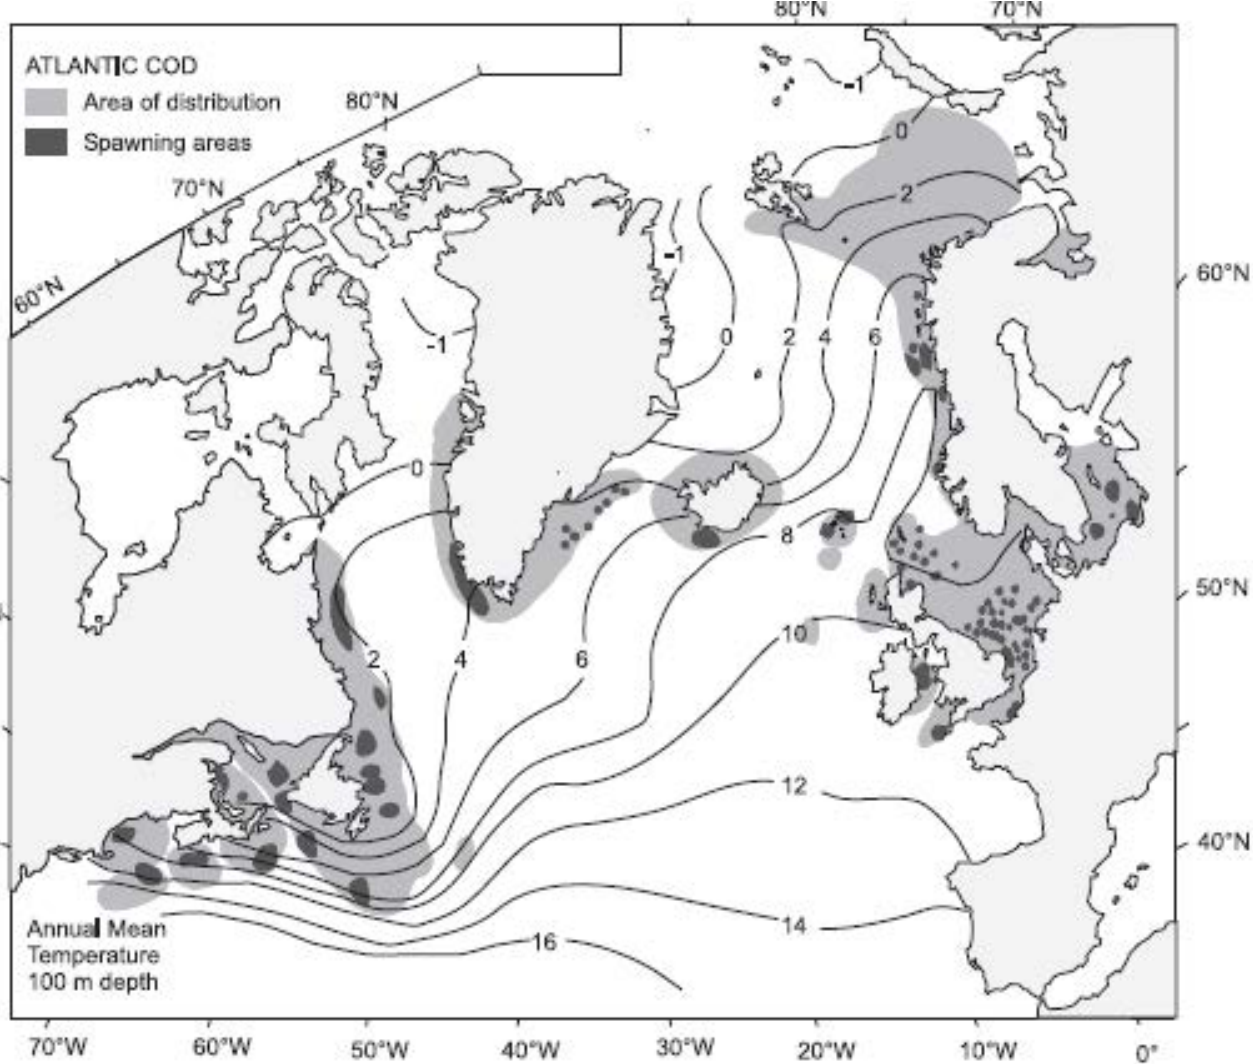 80°N 70°N
ATLANTIC COD
Area of distribution
Spawning areas
80°N
70°N
60°N
-1
0
2
-1
0 2 4 6
-1
60°N
0
8
50°N
10
2 4 6
12
40°N
14
16
Annual Mean
Temperature
100 m depth
70°W 60°W 50°W 40°W 30°W 20°W 10°W 0°